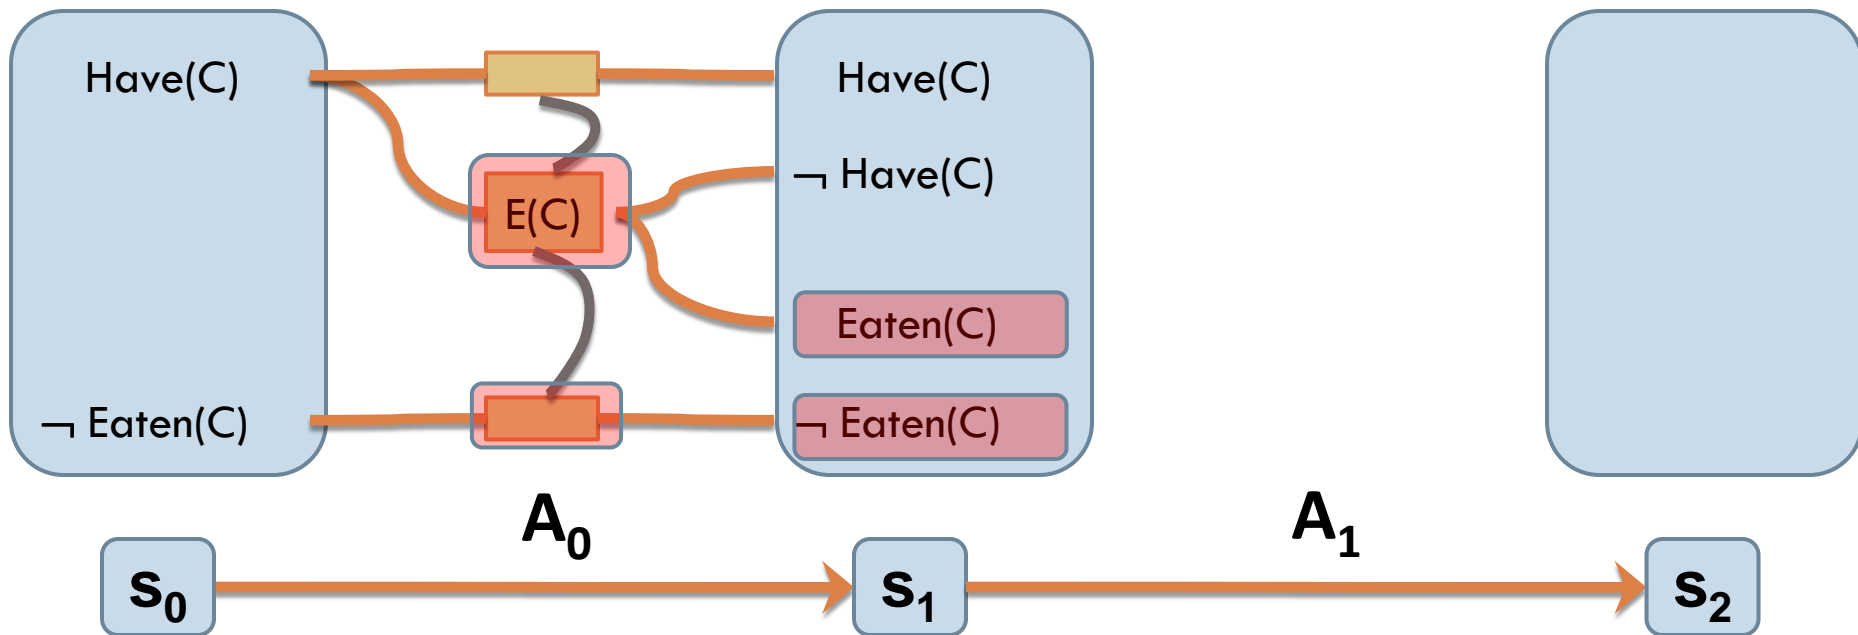 Have(C)
Have(C)
¬ Have(C)
E(C)
Eaten(C)
¬ Eaten(C)
¬ Eaten(C)
A₀
A₁
s₀
s₁
s₂